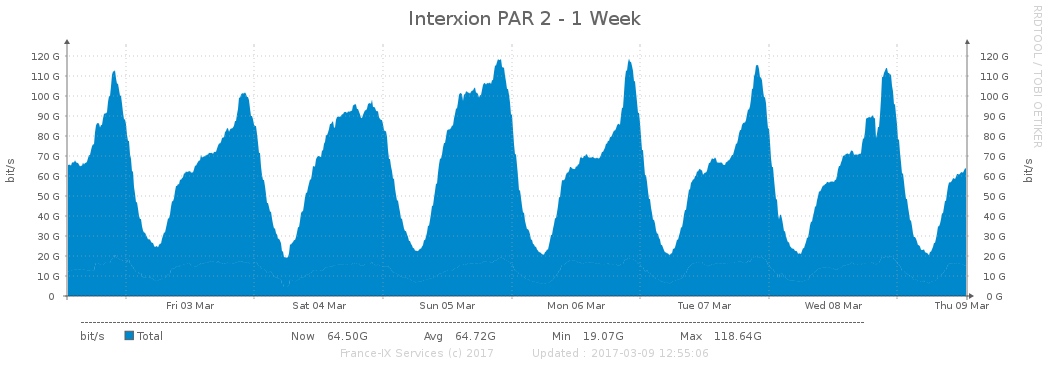 Interxion PAR 2 - 1 Week
RRDTOOL / TOBI OETIKER
bit/s
bit/s
120 G
110 G
100 G
90 G
80 G
70 G
60 G
50 G
40 G
30 G
20 G
10 G
0
120 G
110 G
100 G
90 G
80 G
70 G
60 G
50 G
40 G
30 G
20 G
10 G
0 G
Fri 03 Mar Sat 04 Mar Sun 05 Mar Mon 06 Mar Tue 07 Mar Wed 08 Mar Thu 09 Mar
bit/s Total Now 64.50G Avg 64.72G Min 19.07G Max 118.64G
France-IX Services (c) 2017 Updated : 2017-03-09 12:55:06